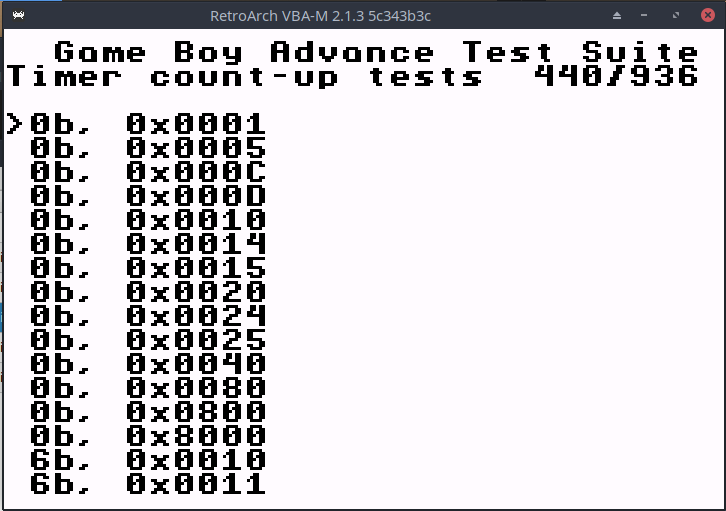 RetroArch VBA-M 2.1.3 5c343b3c
Game Boy Advance Test Suite
Timer count-up tests 440/936
>0b, 0x0001
0b, 0x0005
0b, 0x000C
0b, 0x000D
0b, 0x0010
0b, 0x0014
0b, 0x0015
0b, 0x0020
0b, 0x0024
0b, 0x0025
0b, 0x0040
0b, 0x0080
0b, 0x0800
0b, 0x8000
6b, 0x0010
6b, 0x0011